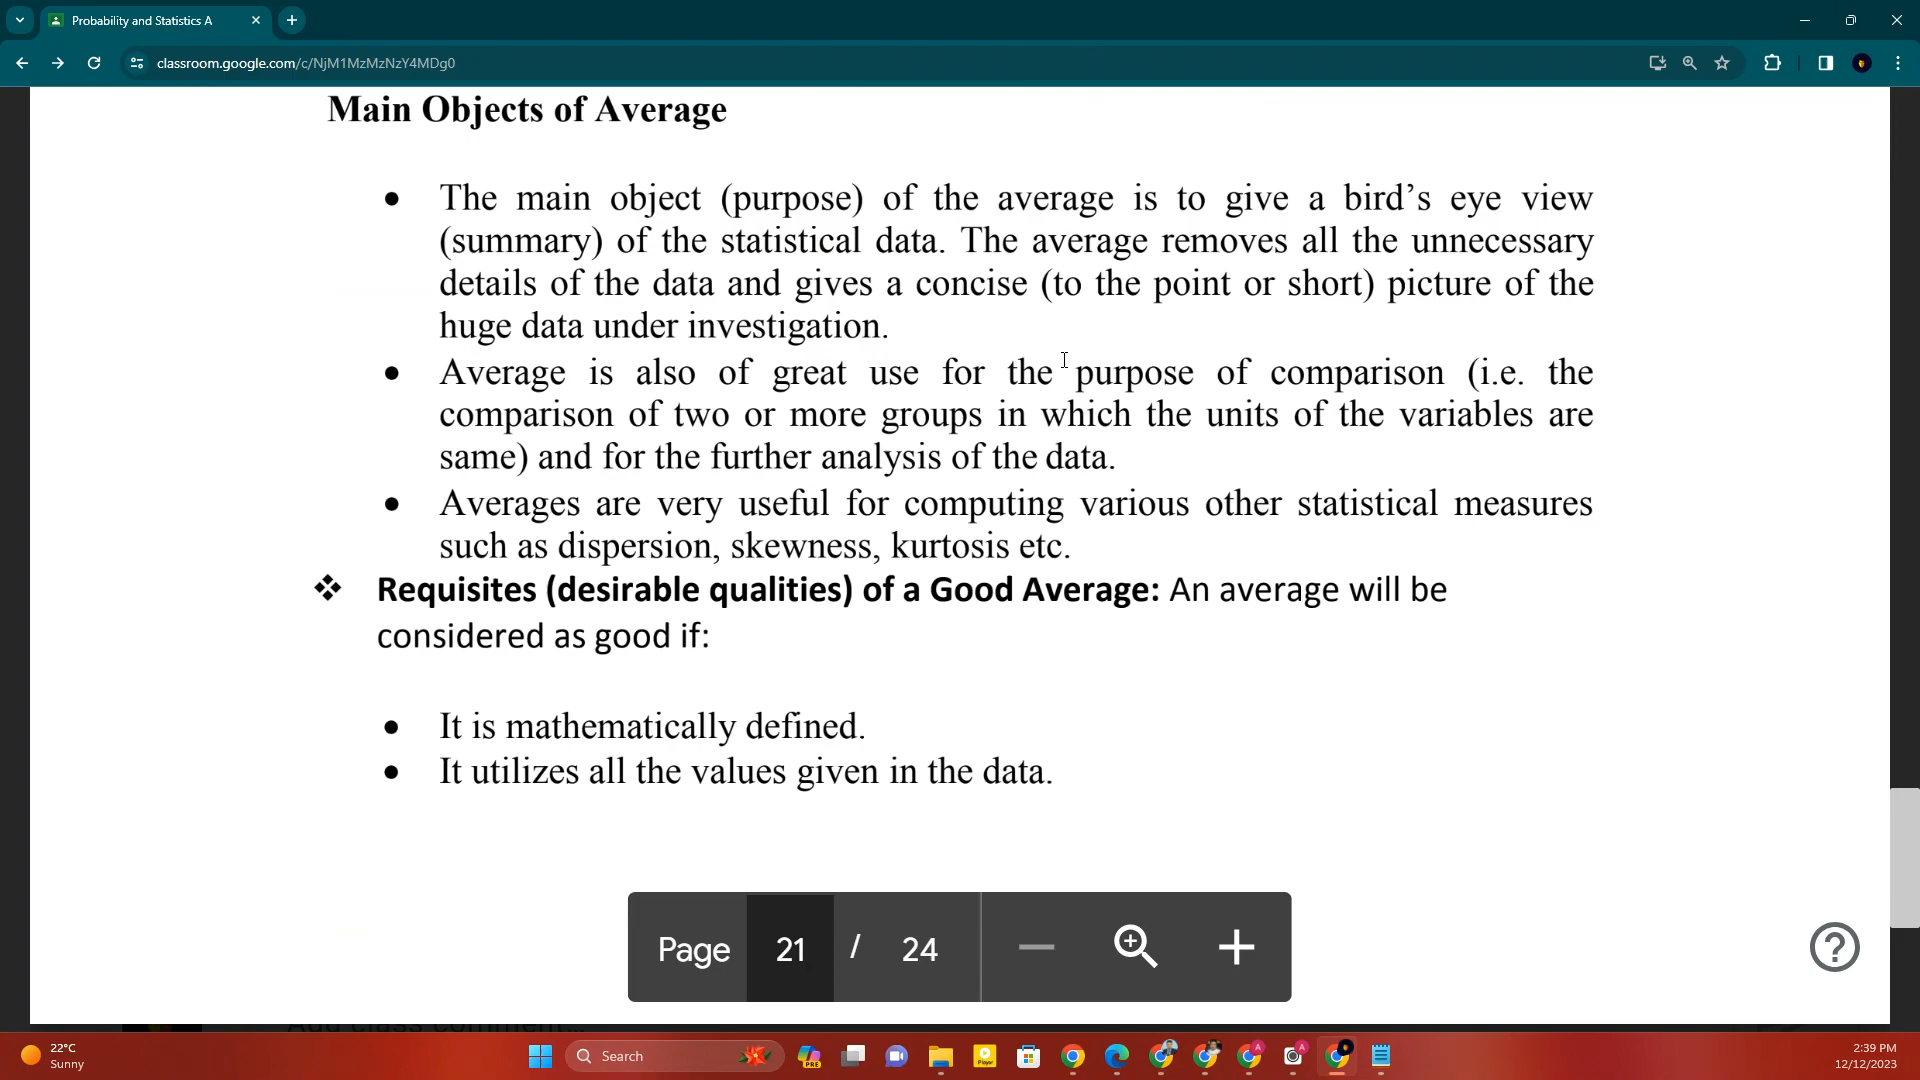 Probability and Statistics A
classroom.google.com/c/NjM1MzMzNzY4MDg0
Main Objects of Average
• The main object (purpose) of the average is to give a bird’s eye view
(summary) of the statistical data. The average removes all the unnecessary
details of the data and gives a concise (to the point or short) picture of the
huge data under investigation.
• Average is also of great use for the purpose of comparison (i.e. the
comparison of two or more groups in which the units of the variables are
same) and for the further analysis of the data.
• Averages are very useful for computing various other statistical measures
such as dispersion, skewness, kurtosis etc.
❖ Requisites (desirable qualities) of a Good Average: An average will be
considered as good if:
• It is mathematically defined.
• It utilizes all the values given in the data.
Page 21 / 24
Add class comment...
22°C
Sunny
Search
PRE
2:39 PM
12/12/2023